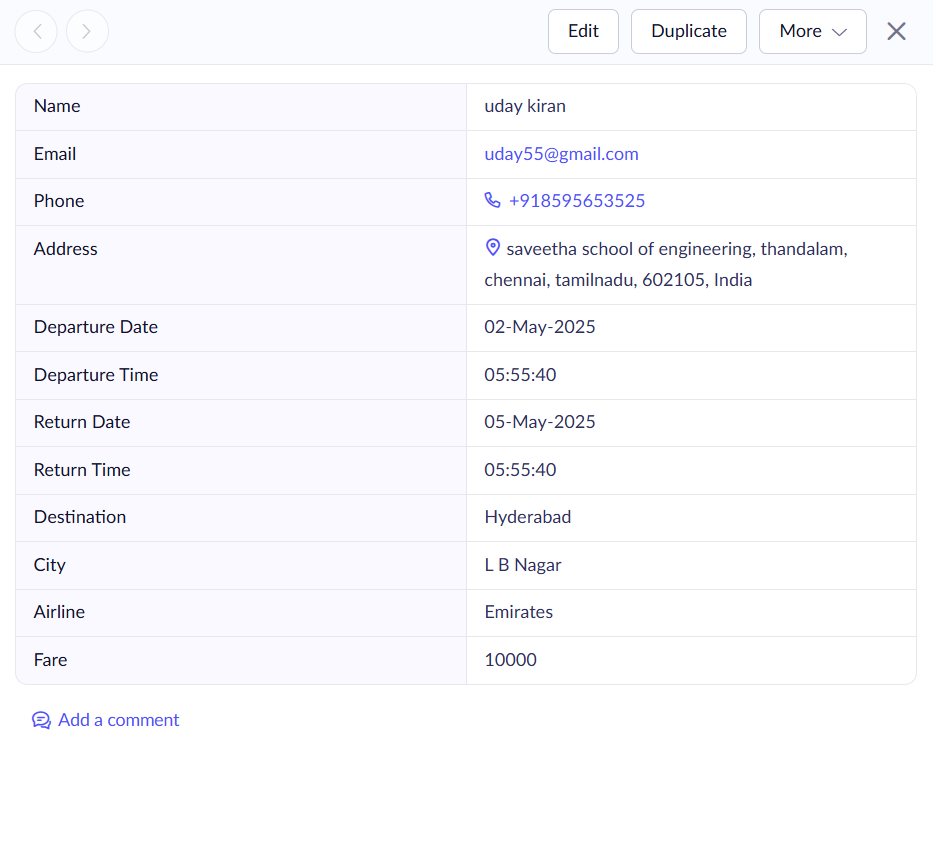 Edit Duplicate More
Name uday kiran
Email uday55@gmail.com
Phone +918595653525
Address saveetha school of engineering, thandalam,
chennai, tamilnadu, 602105, India
Departure Date 02-May-2025
Departure Time 05:55:40
Return Date 05-May-2025
Return Time 05:55:40
Destination Hyderabad
City L B Nagar
Airline Emirates
Fare 10000
Add a comment